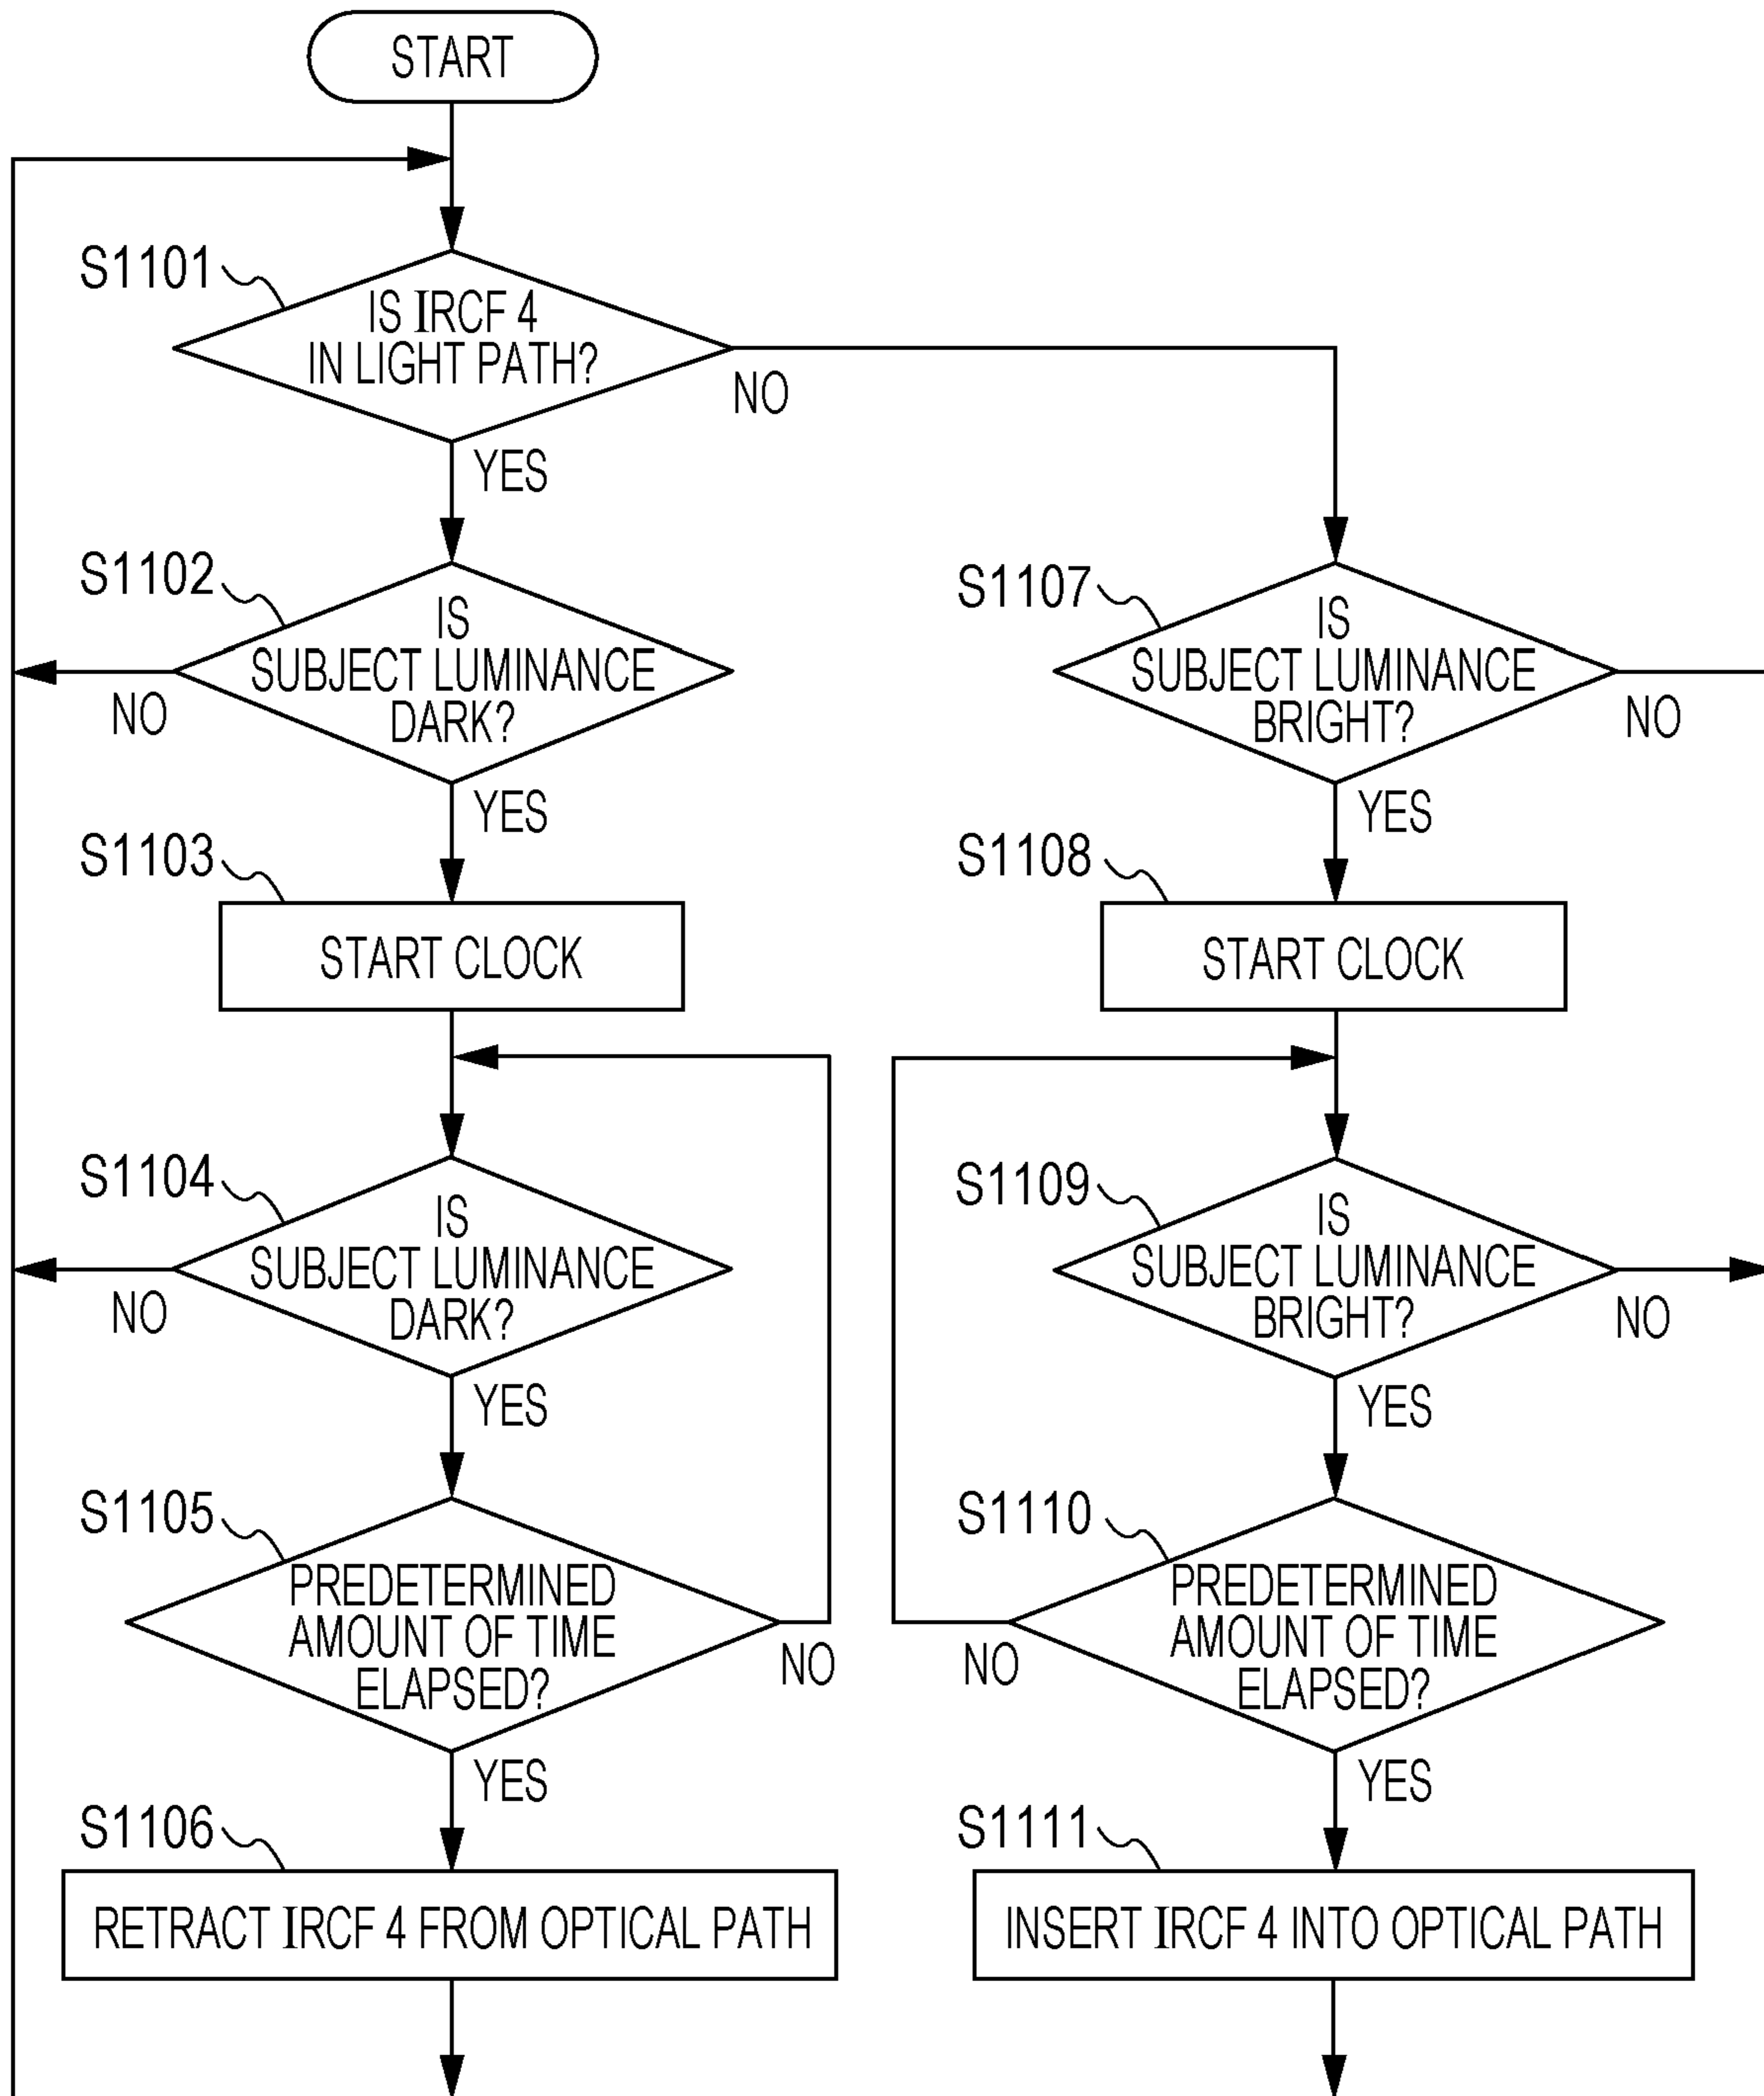 START
S1101
IS IRCF 4
IN LIGHT PATH?
NO
YES
S1102
IS
SUBJECT LUMINANCE
DARK?
NO
YES
S1103
START CLOCK
S1104
IS
SUBJECT LUMINANCE
DARK?
NO
YES
S1105
PREDETERMINED
AMOUNT OF TIME
ELAPSED?
NO
YES
S1106
RETRACT IRCF 4 FROM OPTICAL PATH
S1107
IS
SUBJECT LUMINANCE
BRIGHT?
NO
YES
S1108
START CLOCK
S1109
IS
SUBJECT LUMINANCE
BRIGHT?
NO
YES
S1110
PREDETERMINED
AMOUNT OF TIME
ELAPSED?
NO
YES
S1111
INSERT IRCF 4 INTO OPTICAL PATH